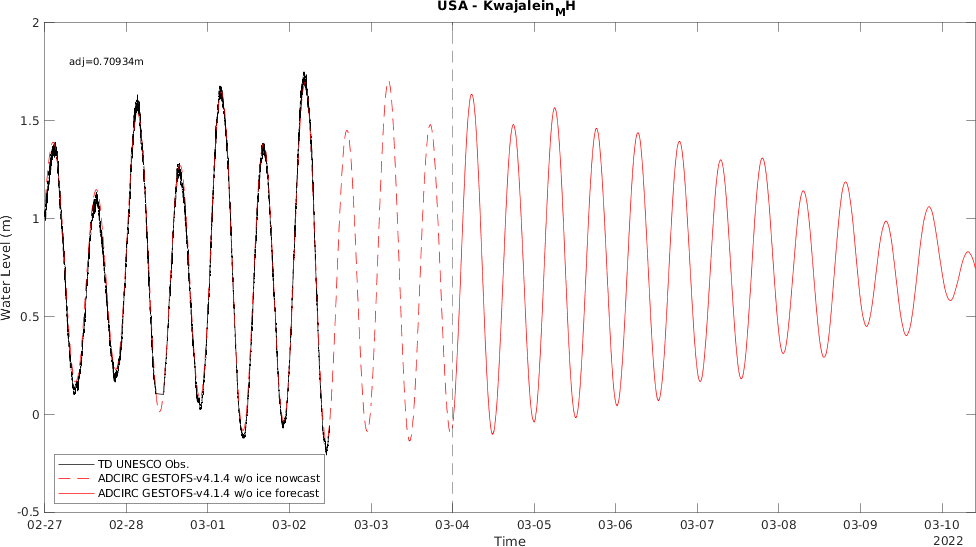 USA - Kwajalein_MH
2
adj=0.70934m
1.5
1
Water Level (m)
0.5
0
TD UNESCO Obs.
ADCIRC GESTOFS-v4.1.4 w/o ice nowcast
ADCIRC GESTOFS-v4.1.4 w/o ice forecast
-0.5
02-27 02-28 03-01 03-02 03-03 03-04 03-05 03-06 03-07 03-08 03-09 03-10
Time 2022